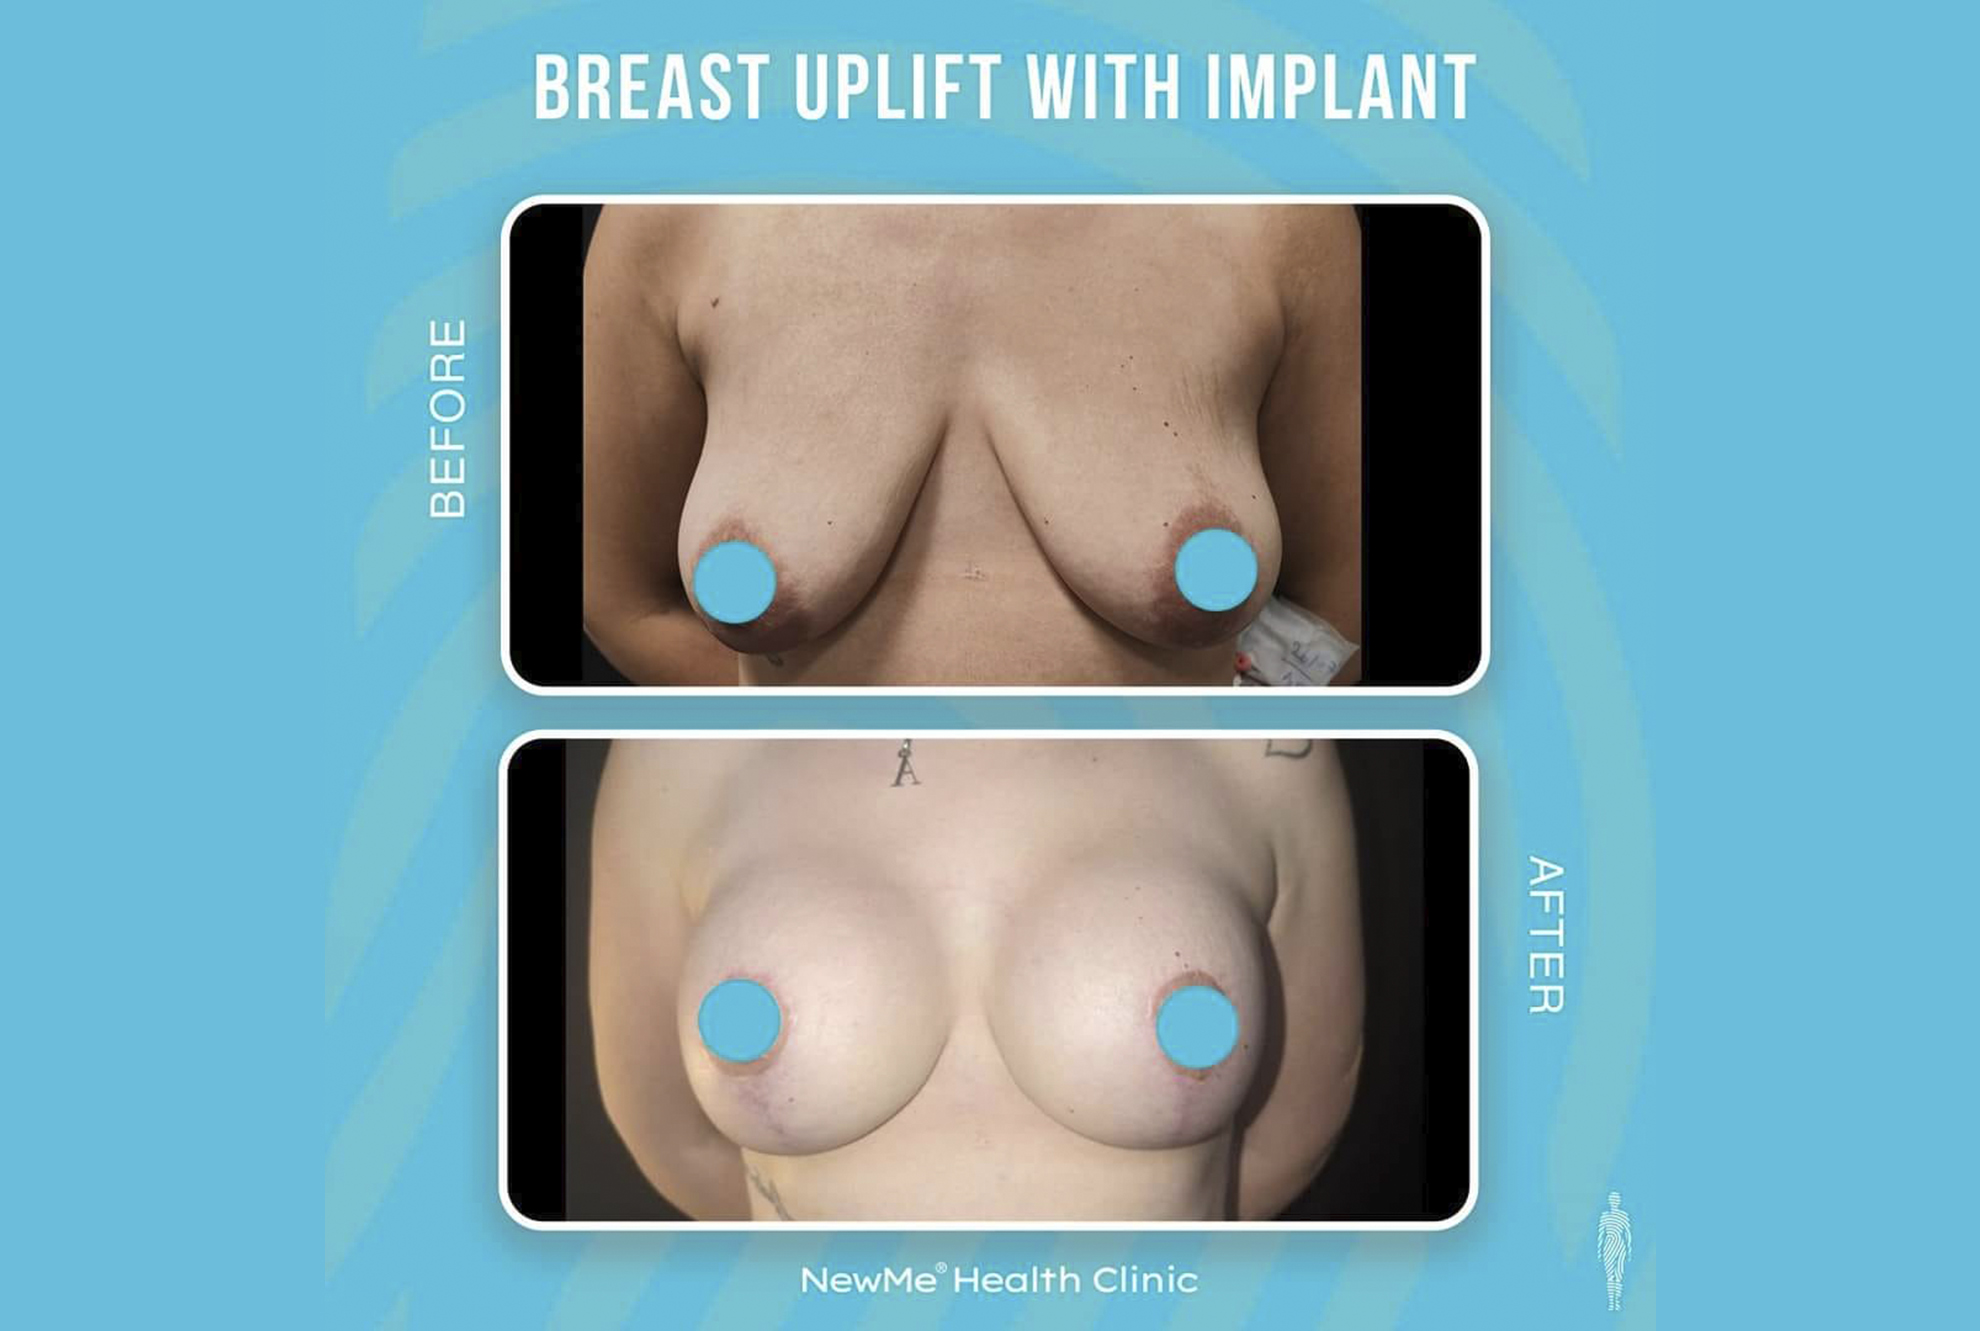 BREAST UPLIFT WITH IMPLANT
BEFORE
A
AFTER
NewMe® Health Clinic